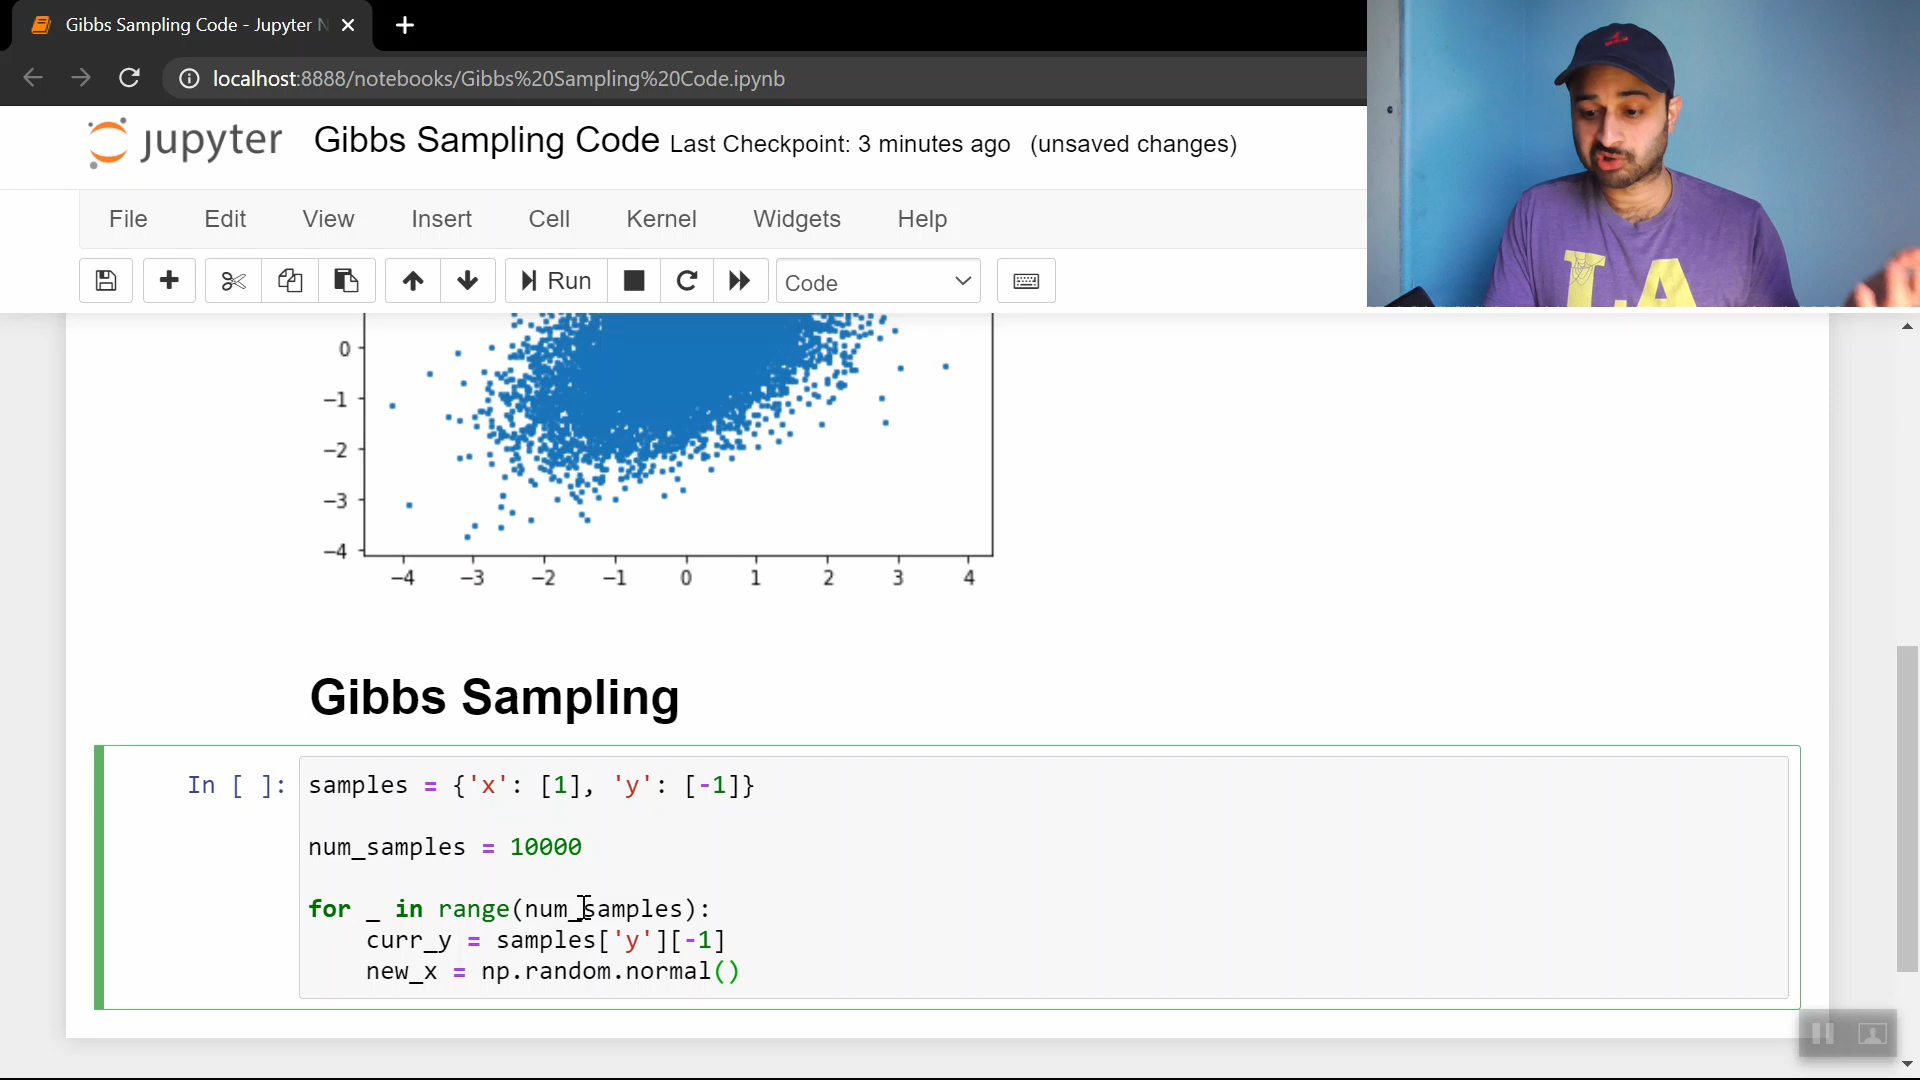 Gibbs Sampling Code - Jupyter N
localhost:8888/notebooks/Gibbs%20Sampling%20Code.ipynb
jupyter Gibbs Sampling Code Last Checkpoint: 3 minutes ago (unsaved changes)
File Edit View Insert Cell Kernel Widgets Help
Run Code
LA
0
−1
−2
−3
−4
−4 −3 −2 −1 0 1 2 3 4
Gibbs Sampling
In [ ]: samples = {'x': [1], 'y': [-1]}
num_samples = 10000
for _ in range(num_samples):
curr_y = samples['y'][-1]
new_x = np.random.normal()